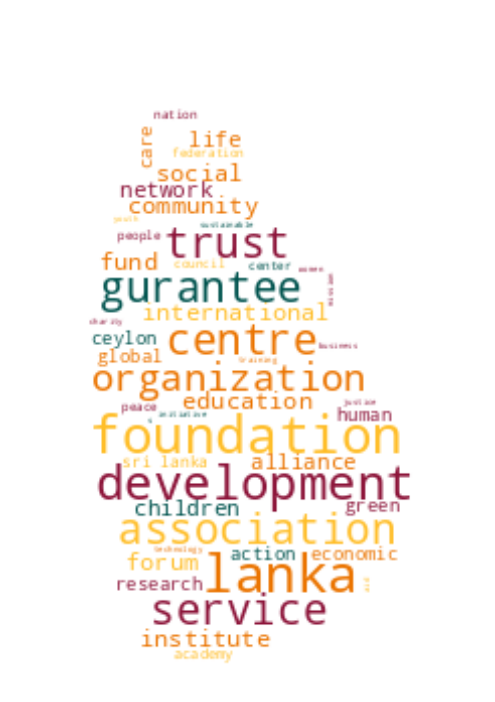 nation
care
life
federation
social
network
community
youth
sustainable
people
trust
fund
council
center
women
gurantee
mission
international
charity
ceylon
centre
business
global
training
organization
education
peace
initiative
justice
human
foundation
sri lanka
alliance
development
children
green
association
technology
action
economic
forum
lanka
aid
research
service
institute
academy